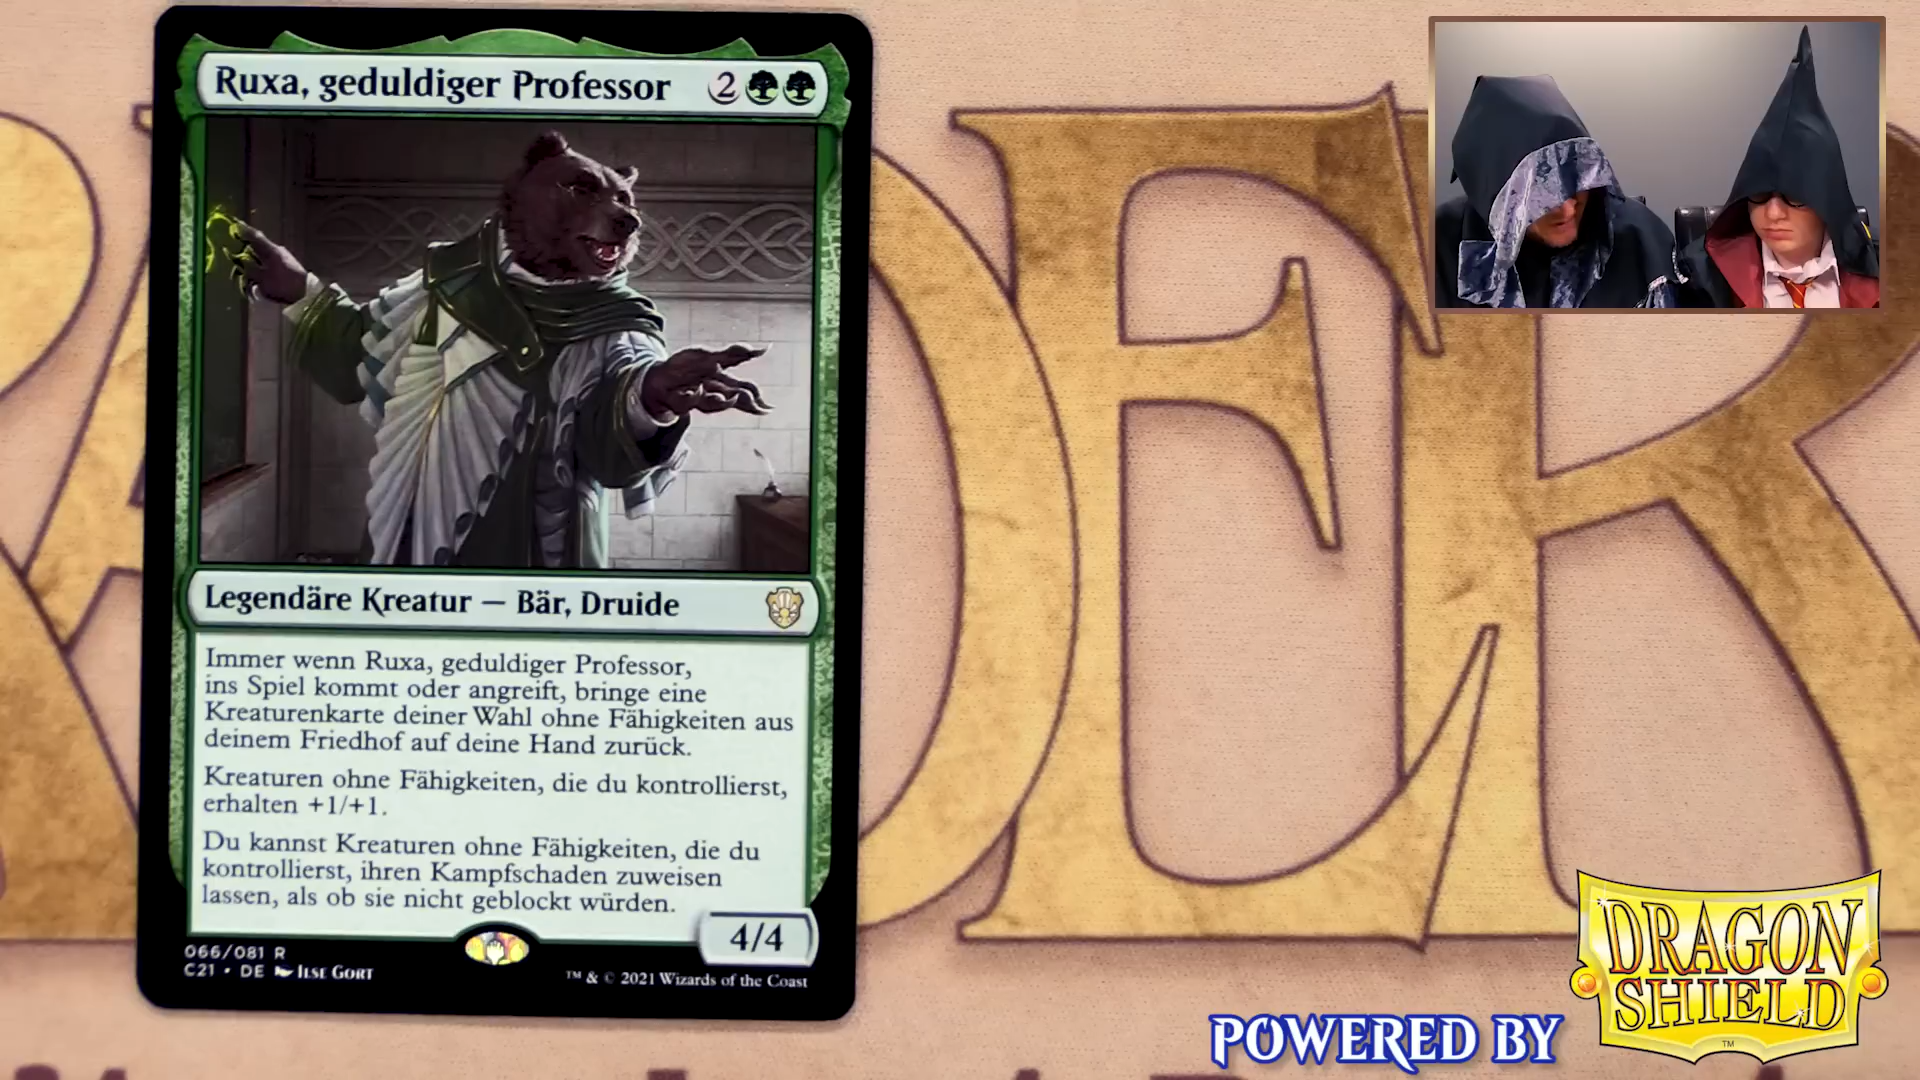 Ruxa, geduldiger Professor 2
Legendäre Kreatur — Bär, Druide
Immer wenn Ruxa, geduldiger Professor,
ins Spiel kommt oder angreift, bringe eine
Kreaturenkarte deiner Wahl ohne Fähigkeiten aus
deinem Friedhof auf deine Hand zurück.
Kreaturen ohne Fähigkeiten, die du kontrollierst,
erhalten +1/+1.
Du kannst Kreaturen ohne Fähigkeiten, die du
kontrollierst, ihren Kampfschaden zuweisen
lassen, als ob sie nicht geblockt würden.
4/4
066/081 R
C21 • DE ILSE GORT
™ & © 2021 Wizards of the Coast
DER
POWERED BY
DRAGON
SHIELD
TM